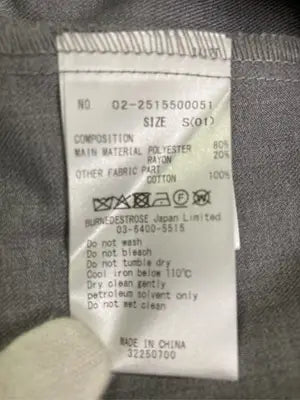 NO. 02-2515500051
SIZE S(01)
COMPOSITION
MAIN MATERIAL POLYESTER 80%
RAYON 20%
OTHER FABRIC PART
COTTON 100%
BURNEDESTROSE Japan Limited
03-6400-5515
Do not wash
Do not bleach
Do not tumble dry
Cool iron below 110℃
Dry clean gently
petroleum solvent only
Do not wet clean
MADE IN CHINA
32250700